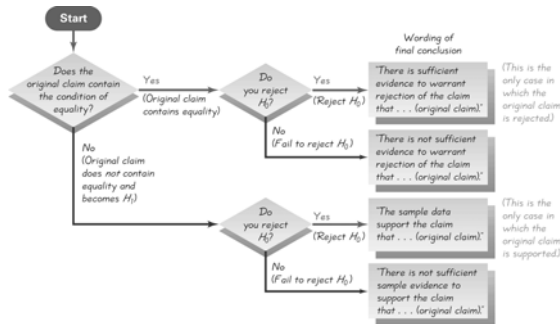 Start
Wording of
final conclusion
Does the
original claim contain
the condition of
equality?
Yes
(Original claim
contains equality)
Do
you reject
H₀?
Yes
(Reject H₀)
"There is sufficient
evidence to warrant
rejection of the claim
that . . . (original claim)."
(This is the
only case in
which the
original claim
is rejected.)
No
(Fail to reject H₀)
"There is not sufficient
evidence to warrant
rejection of the claim
that . . . (original claim)."
No
(Original claim
does not contain
equality and
becomes H₁)
Do
you reject
H₀?
Yes
(Reject H₀)
"The sample data
support the claim
that . . . (original claim)."
(This is the
only case in
which the
original claim
is supported.)
No
(Fail to reject H₀)
"There is not sufficient
sample evidence to
support the claim
that . . . (original claim)."